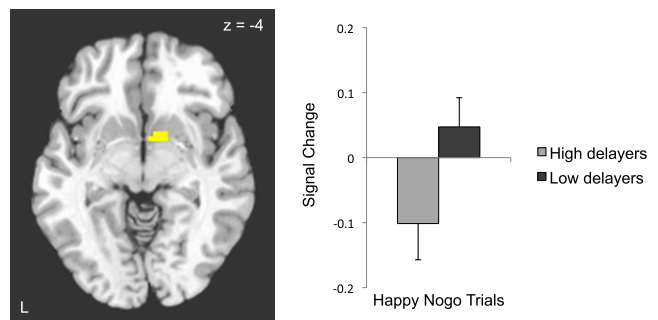 z = -4
L
Signal Change
0.2
0.1
0
-0.1
-0.2
Happy Nogo Trials
High delayers
Low delayers